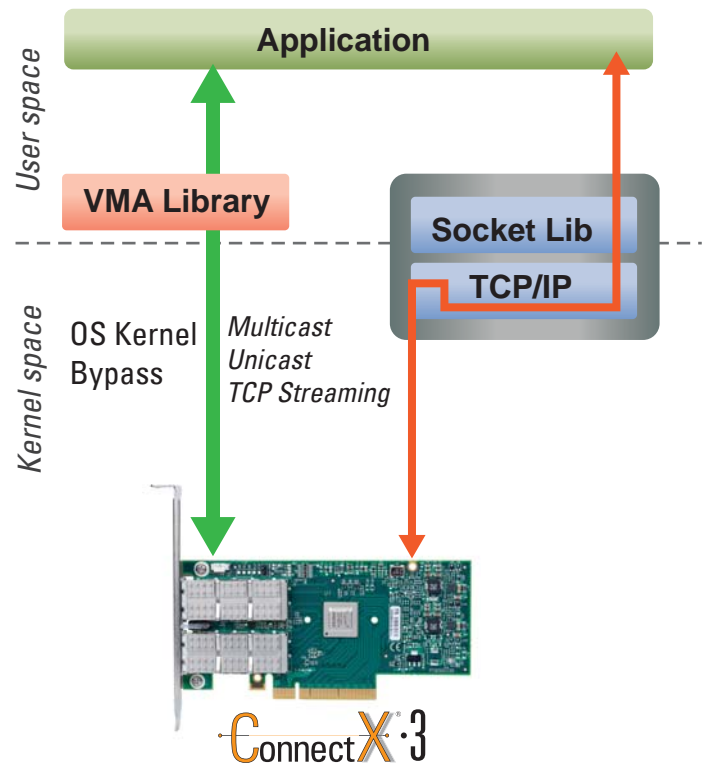 Application
User space
VMA Library
Socket Lib
TCP/IP
Kernel space
OS Kernel
Bypass
Multicast
Unicast
TCP Streaming
ConnectX®·3